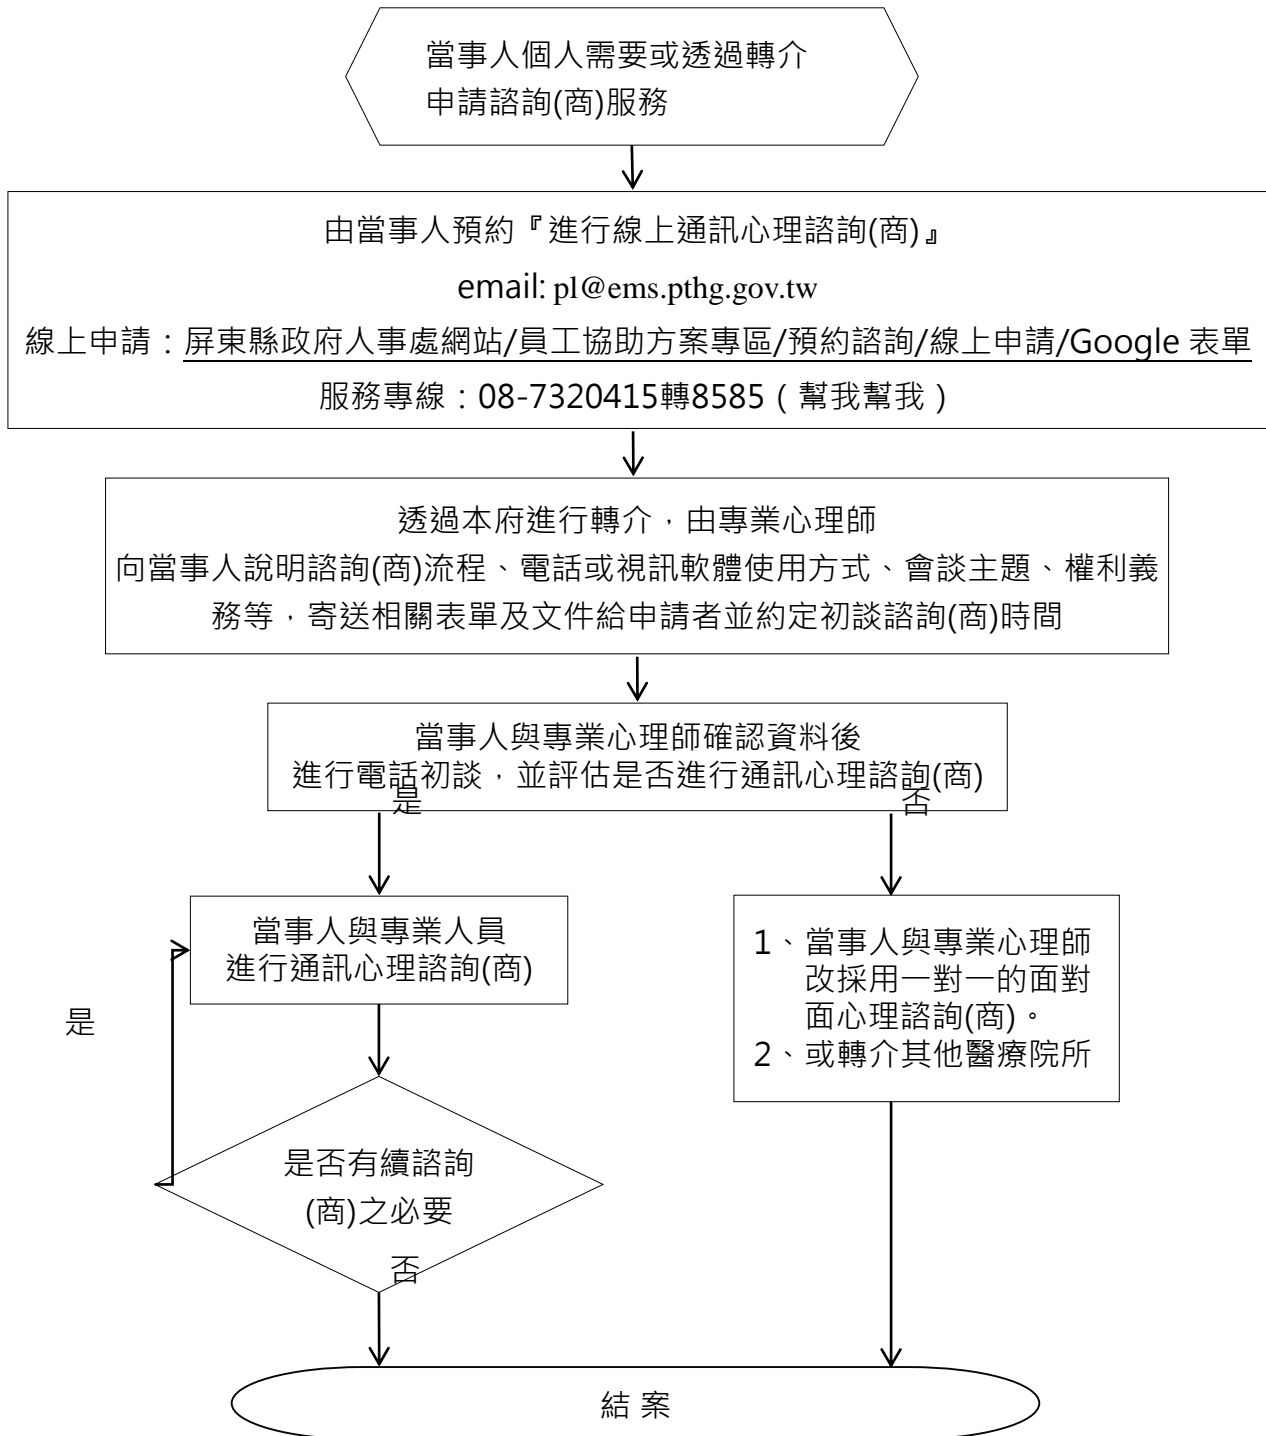 當事人個人需要或透過轉介
申請諮詢(商)服務
由當事人預約『進行線上通訊心理諮詢(商)』
email: pl@ems.pthg.gov.tw
線上申請：屏東縣政府人事處網站/員工協助方案專區/預約諮詢/線上申請/Google 表單
服務專線：08-7320415轉8585（幫我幫我）
透過本府進行轉介，由專業心理師
向當事人說明諮詢(商)流程、電話或視訊軟體使用方式、會談主題、權利義
務等，寄送相關表單及文件給申請者並約定初談諮詢(商)時間
當事人與專業心理師確認資料後
進行電話初談，並評估是否進行通訊心理諮詢(商)
是
否
當事人與專業人員
進行通訊心理諮詢(商)
1、當事人與專業心理師
改採用一對一的面對
面心理諮詢(商)。
2、或轉介其他醫療院所
是
是否有續諮詢
(商)之必要
否
結 案